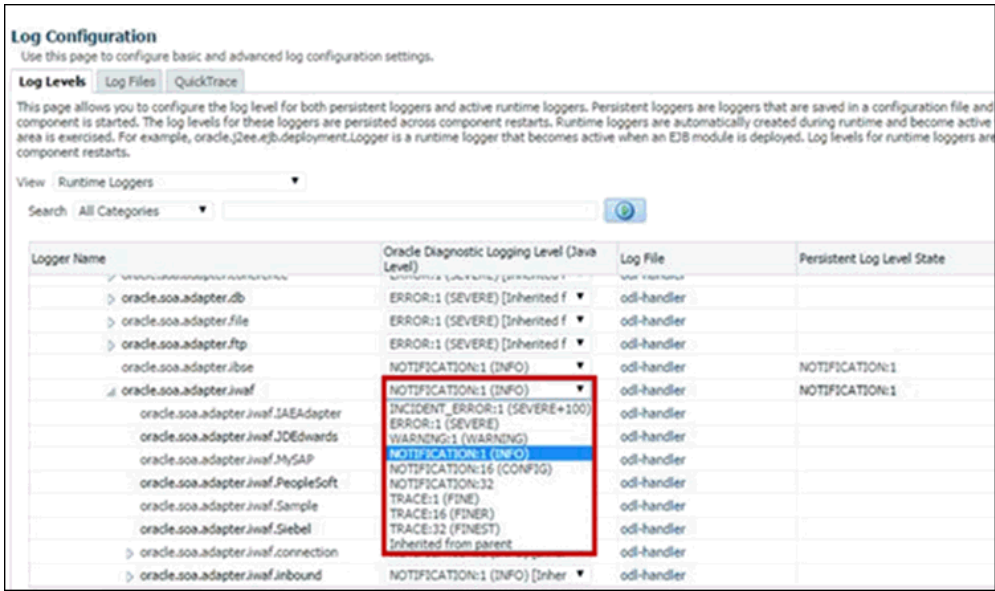 Log Configuration
Use this page to configure basic and advanced log configuration settings.
Log Levels Log Files QuickTrace
This page allows you to configure the log level for both persistent loggers and active runtime loggers. Persistent loggers are loggers that are saved in a configuration file and
component is started. The log levels for these loggers are persisted across component restarts. Runtime loggers are automatically created during runtime and become active
area is exercised. For example, oracle.j2ee.ejb.deployment.Logger is a runtime logger that becomes active when an EJB module is deployed. Log levels for runtime loggers are
component restarts.
View Runtime Loggers
Search All Categories
Logger Name Oracle Diagnostic Logging Level (Java Level) Log File Persistent Log Level State
oracle.soa.adapter.db ERROR:1 (SEVERE) [Inherited f odl-handler
oracle.soa.adapter.file ERROR:1 (SEVERE) [Inherited f odl-handler
oracle.soa.adapter.ftp ERROR:1 (SEVERE) [Inherited f odl-handler
oracle.soa.adapter.ibse NOTIFICATION:1 (INFO) odl-handler NOTIFICATION:1
oracle.soa.adapter.iwaf NOTIFICATION:1 (INFO) odl-handler NOTIFICATION:1
oracle.soa.adapter.iwaf.IAEAdapter odl-handler
oracle.soa.adapter.iwaf.JDEdwards odl-handler
oracle.soa.adapter.iwaf.MySAP odl-handler
oracle.soa.adapter.iwaf.PeopleSoft odl-handler
oracle.soa.adapter.iwaf.Sample odl-handler
oracle.soa.adapter.iwaf.Siebel odl-handler
oracle.soa.adapter.iwaf.connection odl-handler
oracle.soa.adapter.iwaf.inbound NOTIFICATION:1 (INFO) [Inher odl-handler
INCIDENT_ERROR:1 (SEVERE+100)
ERROR:1 (SEVERE)
WARNING:1 (WARNING)
NOTIFICATION:1 (INFO)
NOTIFICATION:16 (CONFIG)
NOTIFICATION:32
TRACE:1 (FINE)
TRACE:16 (FINER)
TRACE:32 (FINEST)
Inherited from parent